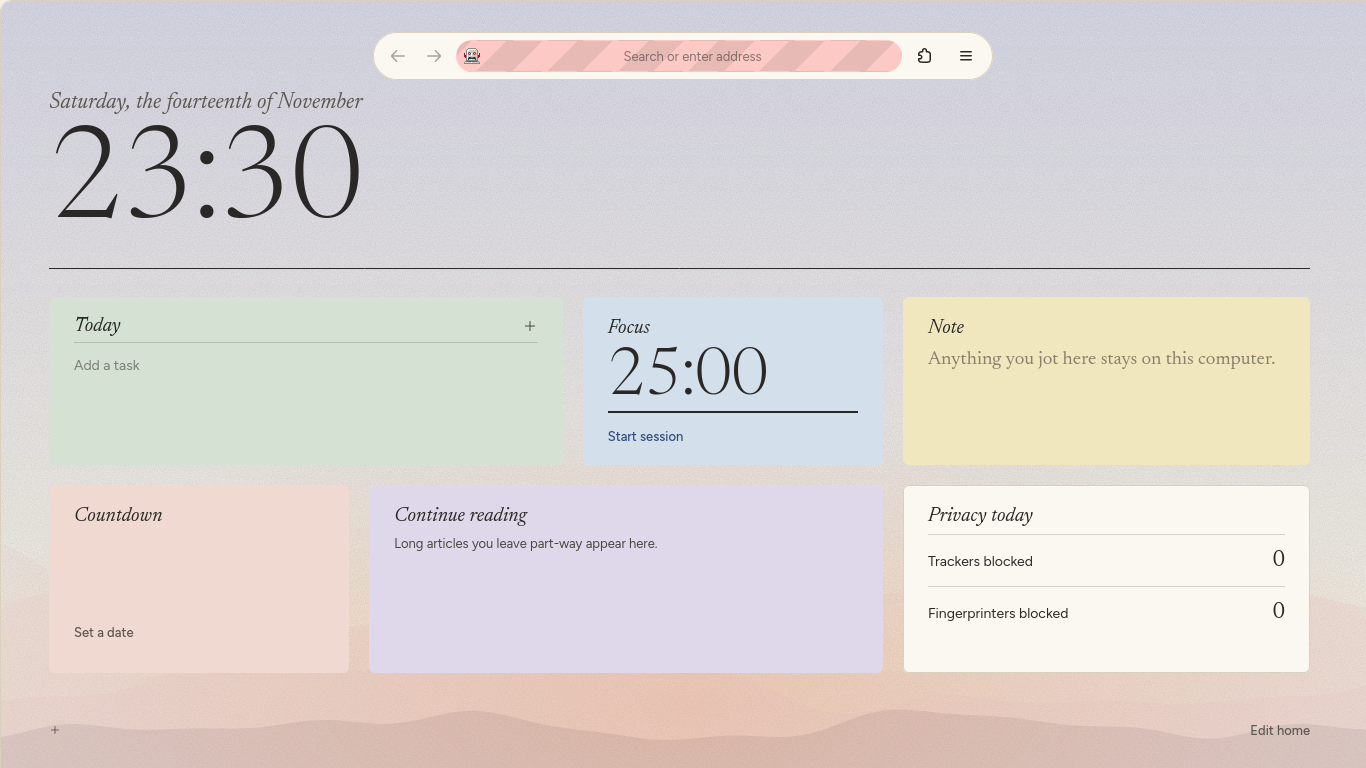 Search or enter address
Saturday, the fourteenth of November
23:30
Today
+
Add a task
Focus
25:00
Start session
Note
Anything you jot here stays on this computer.
Countdown
Set a date
Continue reading
Long articles you leave part-way appear here.
Privacy today
Trackers blocked 0
Fingerprinters blocked 0
+
Edit home